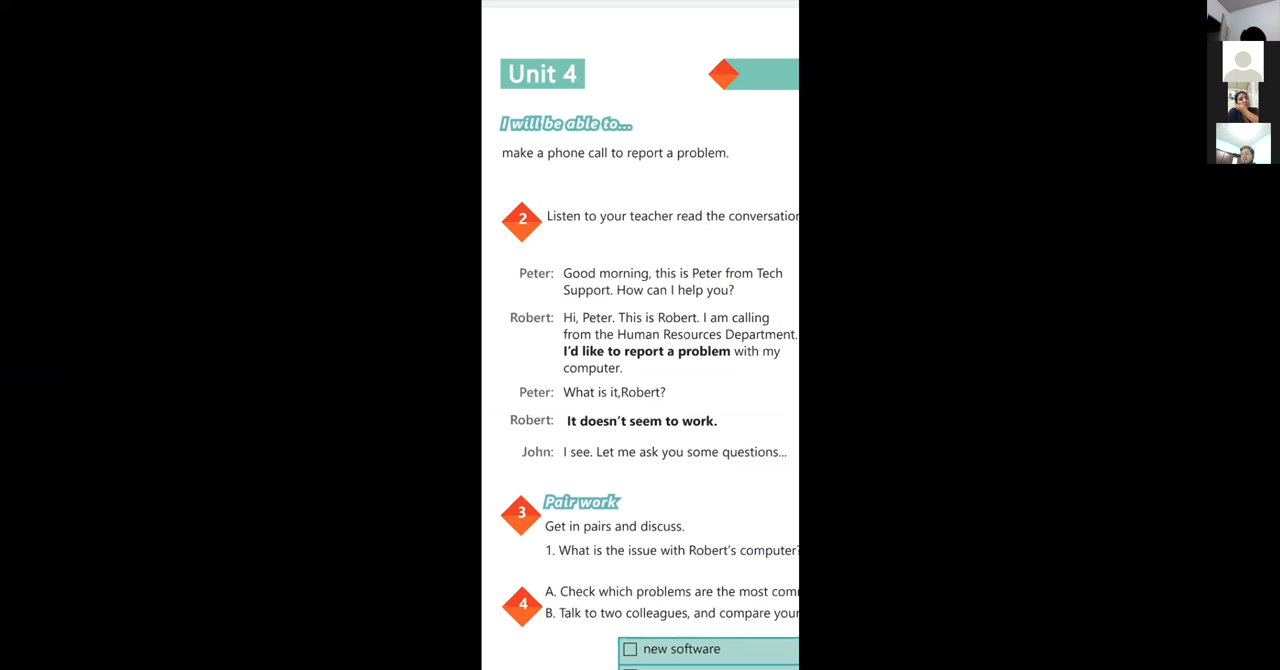 Unit 4
I will be able to...
make a phone call to report a problem.
2 Listen to your teacher read the conversation
Peter: Good morning, this is Peter from Tech
Support. How can I help you?
Robert: Hi, Peter. This is Robert. I am calling
from the Human Resources Department.
I'd like to report a problem with my
computer.
Peter: What is it,Robert?
Robert: It doesn't seem to work.
John: I see. Let me ask you some questions...
3 Pair work
Get in pairs and discuss.
1. What is the issue with Robert's computer?
4 A. Check which problems are the most
B. Talk to two colleagues, and compare your
new software